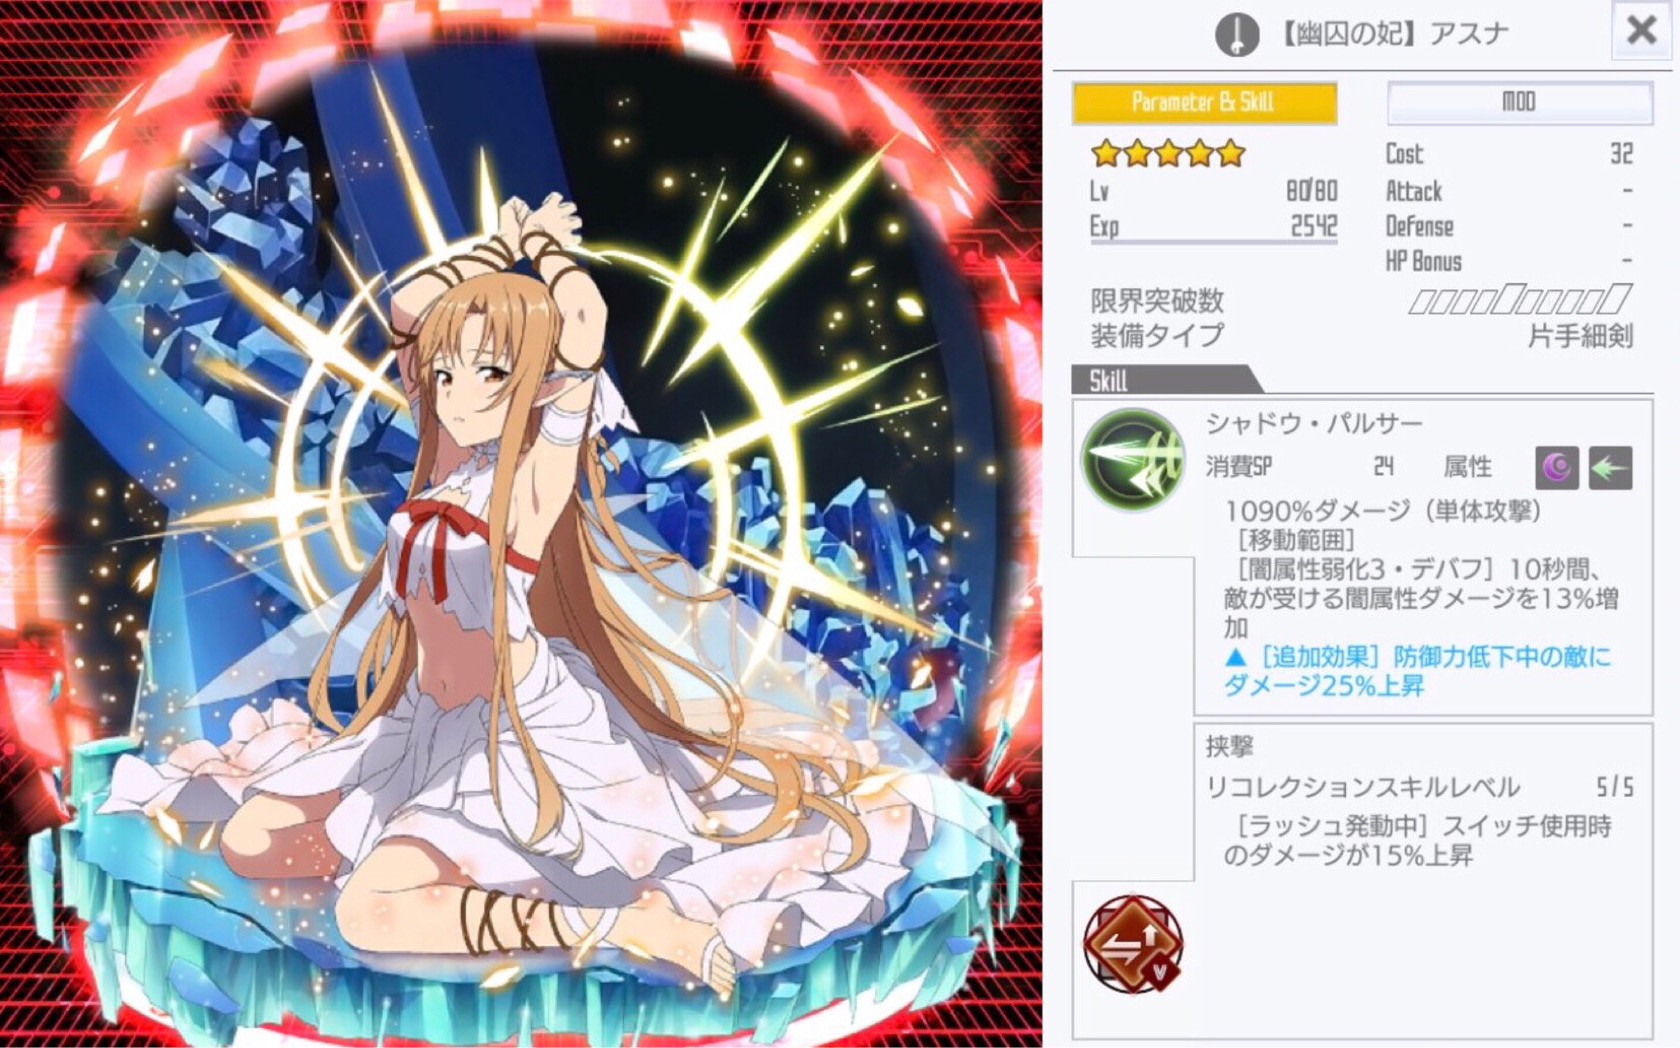 【幽囚の妃】アスナ
Parameter & Skill
MOD
Lv 80/80
Exp 2542
Cost 32
Attack -
Defense -
HP Bonus -
限界突破数
装備タイプ 片手細剣
Skill
シャドウ・パルサー
消費SP 24 属性
1090%ダメージ（単体攻撃）
［移動範囲］
［闇属性弱化3・デバフ］10秒間、
敵が受ける闇属性ダメージを13%増
加
▲［追加効果］防御力低下中の敵に
ダメージ25%上昇
挟撃
リコレクションスキルレベル 5/5
［ラッシュ発動中］スイッチ使用時
のダメージが15%上昇
V